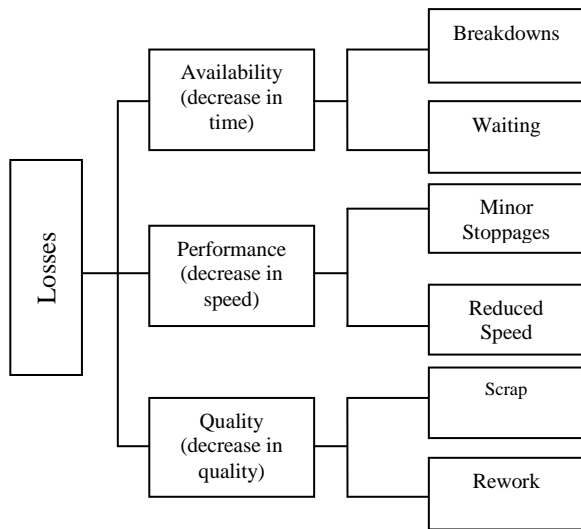 Losses
Availability
(decrease in
time)
Breakdowns
Waiting
Performance
(decrease in
speed)
Minor
Stoppages
Reduced
Speed
Quality
(decrease in
quality)
Scrap
Rework